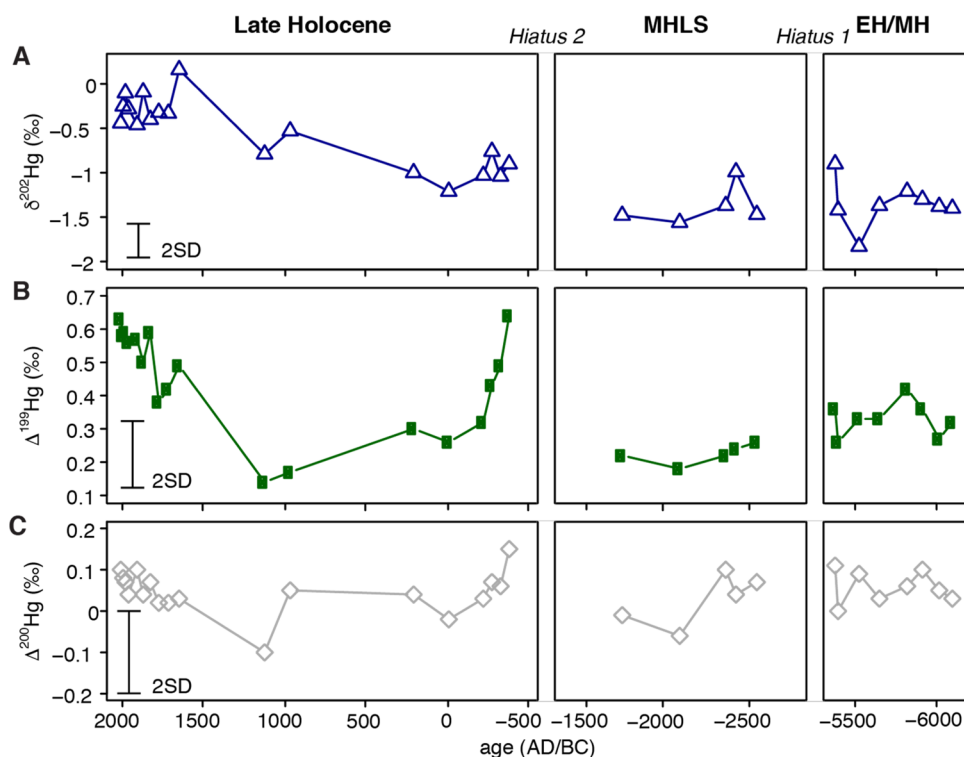 Late Holocene
Hiatus 2
MHLS
Hiatus 1
EH/MH
A
δ202Hg (‰)
0
−0.5
−1
−1.5
−2
2SD
B
Δ199Hg (‰)
0.7
0.6
0.5
0.4
0.3
0.2
0.1
2SD
C
Δ200Hg (‰)
0.2
0.1
0
−0.1
−0.2
2SD
2000 1500 1000 500 0 −500 −1500 −2000 −2500 −5500 −6000
age (AD/BC)